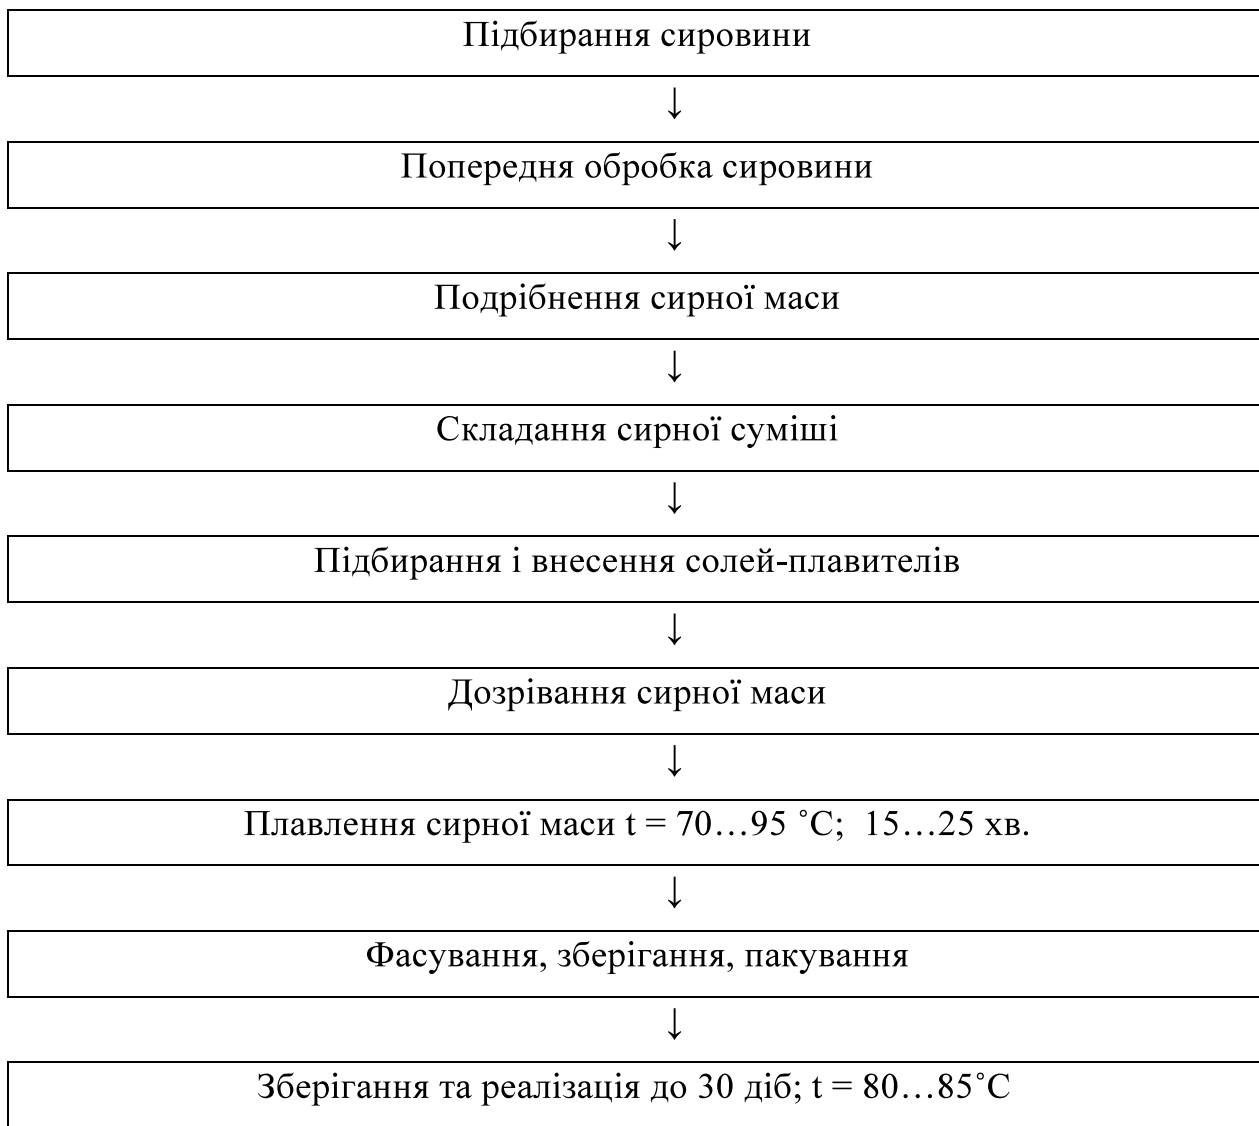 Підбирання сировини
↓
Попередня обробка сировини
↓
Подрібнення сирної маси
↓
Складання сирної суміші
↓
Підбирання і внесення солей-плавителів
↓
Дозрівання сирної маси
↓
Плавлення сирної маси t = 70…95 ˚С; 15…25 хв.
↓
Фасування, зберігання, пакування
↓
Зберігання та реалізація до 30 діб; t = 80…85˚С